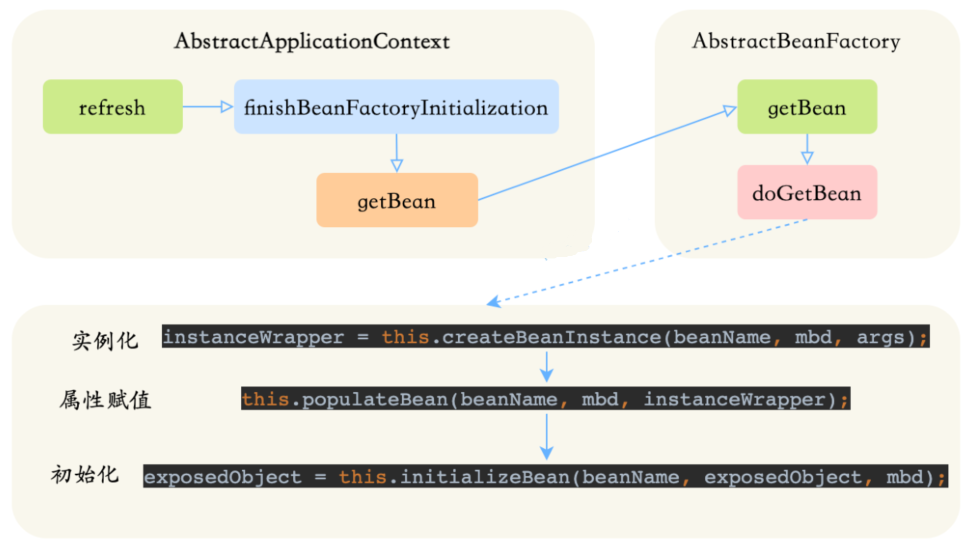 AbstractApplicationContext
refresh
finishBeanFactoryInitialization
getBean
AbstractBeanFactory
getBean
doGetBean
实例化 instanceWrapper = this.createBeanInstance(beanName, mbd, args);
属性赋值 this.populateBean(beanName, mbd, instanceWrapper);
初始化 exposedObject = this.initializeBean(beanName, exposedObject, mbd);